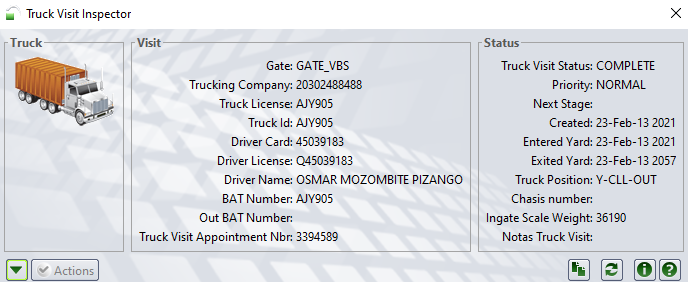 Truck Visit Inspector
Truck
Visit
Gate: GATE_VBS
Trucking Company: 20302488488
Truck License: AJY905
Truck Id: AJY905
Driver Card: 45039183
Driver License: Q45039183
Driver Name: OSMAR MOZOMBITE PIZANGO
BAT Number: AJY905
Out BAT Number:
Truck Visit Appointment Nbr: 3394589
Status
Truck Visit Status: COMPLETE
Priority: NORMAL
Next Stage:
Created: 23-Feb-13 2021
Entered Yard: 23-Feb-13 2021
Exited Yard: 23-Feb-13 2057
Truck Position: Y-CLL-OUT
Chasis number:
Ingate Scale Weight: 36190
Notas Truck Visit:
Actions